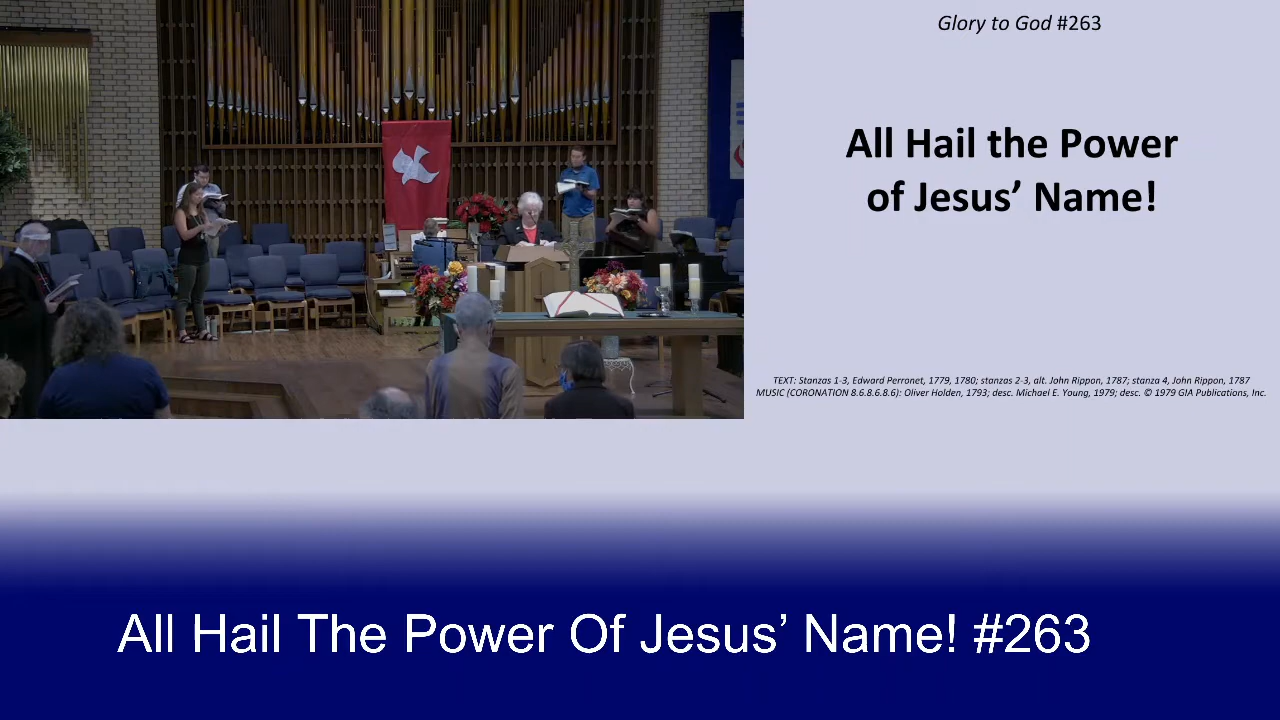 Glory to God #263
All Hail the Power
of Jesus’ Name!
TEXT: Stanzas 1-3, Edward Perronet, 1779, 1780; stanzas 2-3, alt. John Rippon, 1787; stanza 4, John Rippon, 1787
MUSIC (CORONATION 8.6.8.6.8.6): Oliver Holden, 1793; desc. Michael E. Young, 1979; desc. © 1979 GIA Publications, Inc.
All Hail The Power Of Jesus’ Name! #263